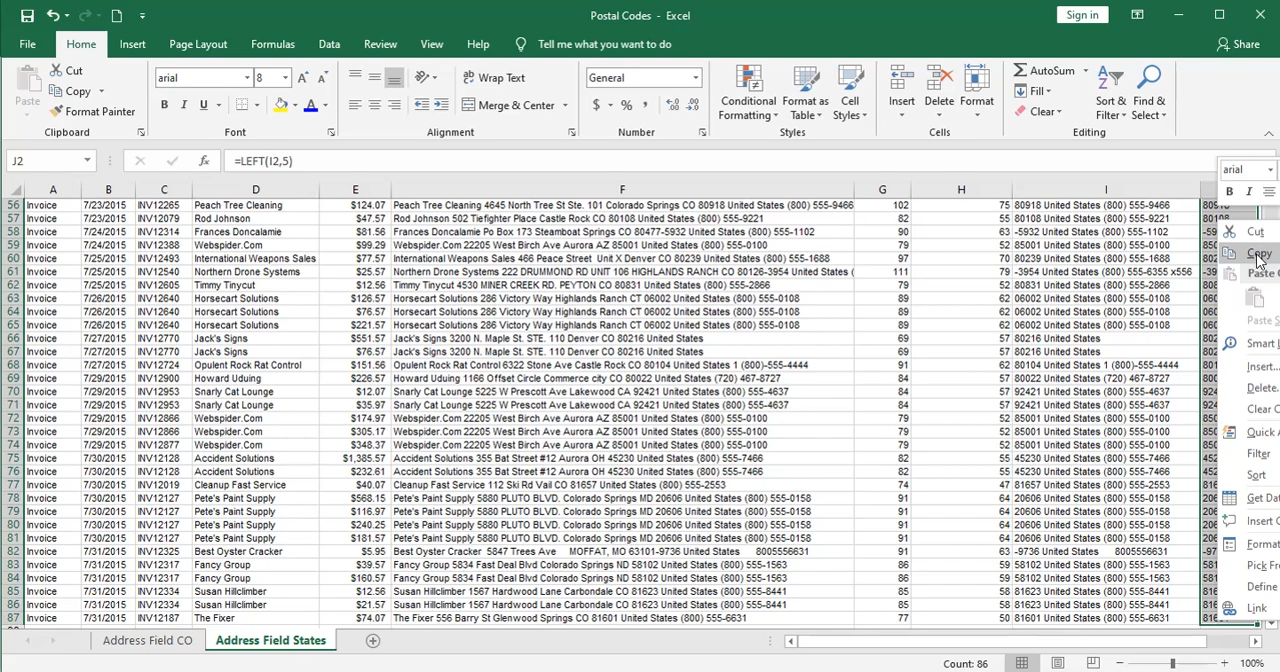 Postal Codes - Excel
Sign in
File Home Insert Page Layout Formulas Data Review View Help Tell me what you want to do Share
Paste Cut Copy Format Painter
Clipboard
arial 8
B I U A
Font
Wrap Text
Merge & Center
Alignment
General
$ % ,
Number
Conditional Formatting Format as Table Cell Styles
Styles
Insert Delete Format
Cells
AutoSum Fill Clear
Sort & Filter Find & Select
Editing
J2 fx =LEFT(I2,5)
A B C D E F G H I
56 Invoice 7/23/2015 INV12265 Peach Tree Cleaning $124.07 Peach Tree Cleaning 4645 North Tree St Ste. 101 Colorado Springs CO 80918 United States (800) 555-9466 102 75 80918 United States (800) 555-9466
57 Invoice 7/23/2015 INV12079 Rod Johnson $47.57 Rod Johnson 502 Tiefighter Place Castle Rock CO 80108 United States (800) 555-9221 82 55 80108 United States (800) 555-9221 80108
58 Invoice 7/24/2015 INV12314 Frances Doncalamie $81.56 Frances Doncalamie Po Box 173 Steamboat Springs CO 80477-5932 United States (800) 555-1102 90 63 -5932 United States (800) 555-1102
59 Invoice 7/24/2015 INV12388 Webspider.Com $99.29 Webspider.Com 22205 West Birch Ave Aurora AZ 85001 United States (800) 555-0100 79 52 85001 United States (800) 555-0100
60 Invoice 7/25/2015 INV12493 International Weapons Sales $77.57 International Weapons Sales 466 Peace Street Unit X Denver CO 80239 United States (800) 555-1688 97 70 80239 United States (800) 555-1688
61 Invoice 7/25/2015 INV12540 Northern Drone Systems $25.57 Northern Drone Systems 222 DRUMMOND RD UNIT 106 HIGHLANDS RANCH CO 80126-3954 United States ( 111 79 -3954 United States (800) 555-6355 x556
62 Invoice 7/25/2015 INV12866 Timmy Tinycut $12.56 Timmy Tinycut 4530 MINER CREEK RD. PEYTON CO 80831 United States (800) 555-2866 79 52 80831 United States (800) 555-2866
63 Invoice 7/26/2015 INV12640 Horsecart Solutions $126.57 Horsecart Solutions 286 Victory Way Highlands Ranch CT 06002 United States (800) 555-0108 89 62 06002 United States (800) 555-0108
64 Invoice 7/26/2015 INV12640 Horsecart Solutions $76.57 Horsecart Solutions 286 Victory Way Highlands Ranch CT 06002 United States (800) 555-0108 89 62 06002 United States (800) 555-0108
65 Invoice 7/27/2015 INV12640 Horsecart Solutions $221.57 Horsecart Solutions 286 Victory Way Highlands Ranch CT 06002 United States (800) 555-0108 89 62 06002 United States (800) 555-0108
66 Invoice 7/27/2015 INV12770 Jack's Signs $551.57 Jack's Signs 3200 N. Maple St. STE. 110 Denver CO 80216 United States 69 57 80216 United States
67 Invoice 7/27/2015 INV12770 Jack's Signs $76.57 Jack's Signs 3200 N. Maple St. STE. 110 Denver CO 80216 United States 69 57 80216 United States
68 Invoice 7/27/2015 INV12770 Opulent Rock Rat Control $151.56 Opulent Rock Rat Control 6322 Stone Ave Castle Rock CO 80104 United States 1 (800)-555-4444 91 62 80104 United States 1 (800)-555-4444
69 Invoice 7/29/2015 INV12900 Howard Uduing $226.57 Howard Uduing 1166 Offset Circle Commerce city CO 80022 United States (720) 467-8727 84 57 80022 United States (720) 467-8727
70 Invoice 7/29/2015 INV12953 Snarly Cat Lounge $12.56 Snarly Cat Lounge 5225 W Prescott Ave Lakewood CA 92421 United States (800) 555-4637 84 57 92421 United States (800) 555-4637
71 Invoice 7/29/2015 INV12953 Snarly Cat Lounge $35.97 Snarly Cat Lounge 5225 W Prescott Ave Lakewood CA 92421 United States (800) 555-4637 84 57 92421 United States (800) 555-4637
72 Invoice 7/29/2015 INV12866 Webspider.Com $174.97 Webspider.Com 22205 West Birch Ave Aurora AZ 85001 United States (800) 555-0100 79 52 85001 United States (800) 555-0100
73 Invoice 7/29/2015 INV12866 Webspider.Com $305.17 Webspider.Com 22205 West Birch Ave Aurora AZ 85001 United States (800) 555-0100 79 52 85001 United States (800) 555-0100
74 Invoice 7/29/2015 INV12877 Webspider.Com $348.37 Webspider.Com 22205 West Birch Ave Aurora AZ 85001 United States (800) 555-0100 79 52 85001 United States (800) 555-0100
75 Invoice 7/30/2015 INV12128 Accident Solutions $1,385.57 Accident Solutions 355 Bat Street #12 Aurora OH 45230 United States (800) 555-7466 82 55 45230 United States (800) 555-7466
76 Invoice 7/30/2015 INV12128 Accident Solutions $232.61 Accident Solutions 355 Bat Street #12 Aurora OH 45230 United States (800) 555-7466 82 55 45230 United States (800) 555-7466
77 Invoice 7/30/2015 INV12019 Cleanup Fast Service $40.07 Cleanup Fast Service 112 Ski Rd Vail CO 81657 United States (800) 555-2553 74 47 81657 United States (800) 555-2553
78 Invoice 7/30/2015 INV12127 Pete's Paint Supply $568.15 Pete's Paint Supply 5880 PLUTO BLVD. Colorado Springs MD 20606 United States (800) 555-0158 91 64 20606 United States (800) 555-0158
79 Invoice 7/30/2015 INV12127 Pete's Paint Supply $116.97 Pete's Paint Supply 5880 PLUTO BLVD. Colorado Springs MD 20606 United States (800) 555-0158 91 64 20606 United States (800) 555-0158
80 Invoice 7/30/2015 INV12127 Pete's Paint Supply $240.25 Pete's Paint Supply 5880 PLUTO BLVD. Colorado Springs MD 20606 United States (800) 555-0158 91 64 20606 United States (800) 555-0158
81 Invoice 7/30/2015 INV12127 Pete's Paint Supply $181.57 Pete's Paint Supply 5880 PLUTO BLVD. Colorado Springs MD 20606 United States (800) 555-0158 91 64 20606 United States (800) 555-0158
82 Invoice 7/31/2015 INV12325 Best Oyster Cracker $5.95 Best Oyster Cracker 5847 Trees Ave MOFFAT, MO 63101-9736 United States 8005556631 91 63 -9736 United States 8005556631
83 Invoice 7/31/2015 INV12317 Fancy Group $39.57 Fancy Group 5834 Fast Deal Blvd Colorado Springs ND 58102 United States (800) 555-1563 86 59 58102 United States (800) 555-1563
84 Invoice 7/31/2015 INV12317 Fancy Group $160.57 Fancy Group 5834 Fast Deal Blvd Colorado Springs ND 58102 United States (800) 555-1563 86 59 58102 United States (800) 555-1563
85 Invoice 7/31/2015 INV12334 Susan Hillclimber $12.56 Susan Hillclimber 1567 Hardwood Lane Carbondale CO 81623 United States (800) 555-8441 85 58 81623 United States (800) 555-8441
86 Invoice 7/31/2015 INV12334 Susan Hillclimber $21.57 Susan Hillclimber 1567 Hardwood Lane Carbondale CO 81623 United States (800) 555-8441 85 58 81623 United States (800) 555-8441
87 Invoice 7/31/2015 INV12187 The Fixer $74.07 The Fixer 556 Barry St Glenwood Springs CO 81601 United States (800) 555-6631 77 50 81601 United States (800) 555-6631
arial
B I
Cut
Copy
Paste
Paste S
Smart
Insert...
Delete.
Clear C
Quick A
Filter
Sort
Get Da
Insert C
Format
Pick Fr
Define
Link
Address Field CO Address Field States
Count: 86 100%